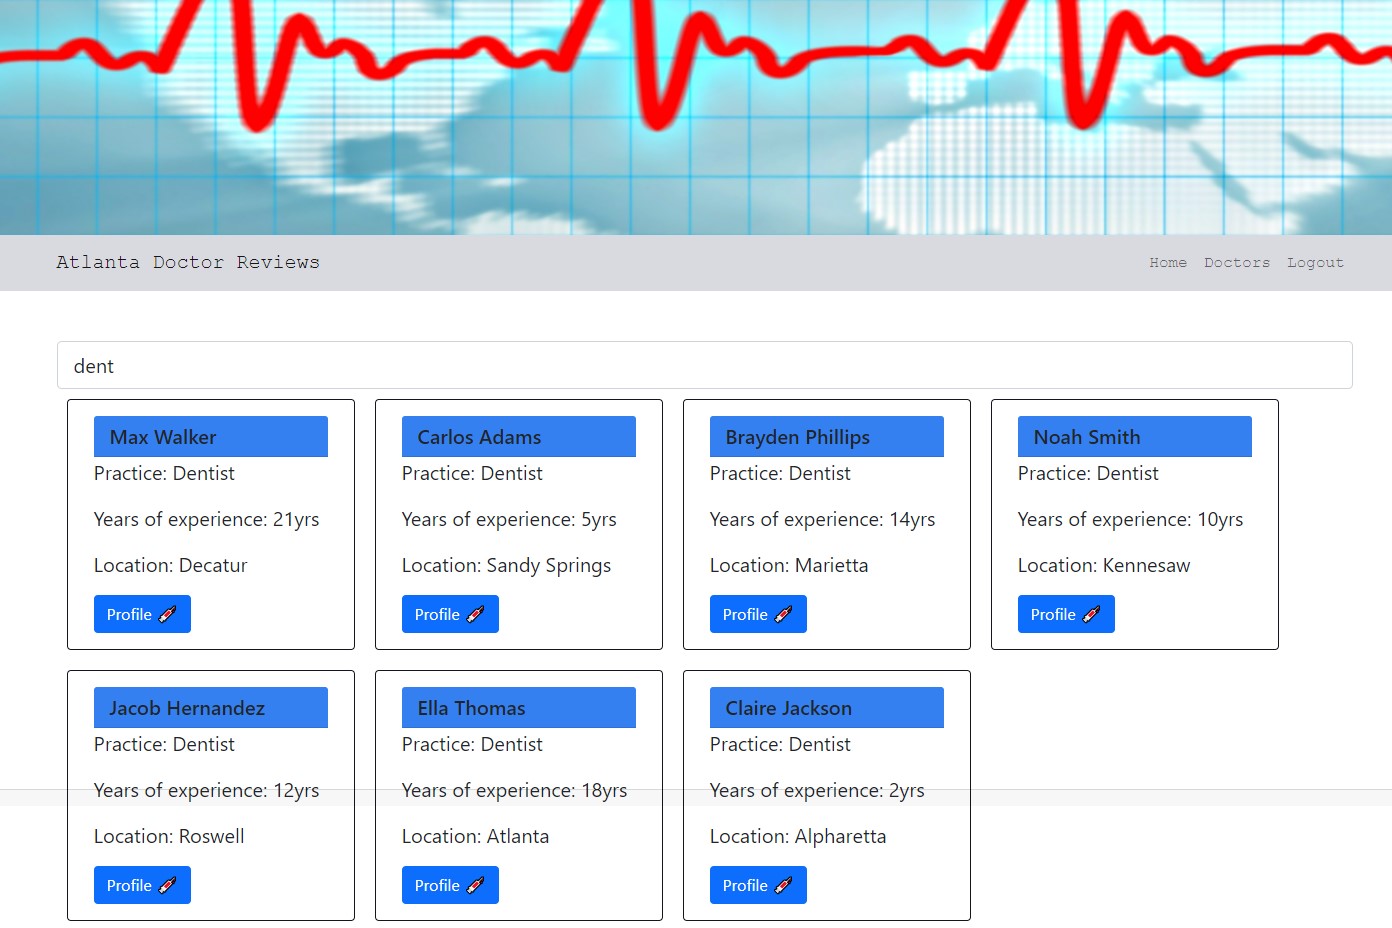 Atlanta Doctor Reviews
Home Doctors Logout
dent
Max Walker
Practice: Dentist
Years of experience: 21yrs
Location: Decatur
Profile
Carlos Adams
Practice: Dentist
Years of experience: 5yrs
Location: Sandy Springs
Profile
Brayden Phillips
Practice: Dentist
Years of experience: 14yrs
Location: Marietta
Profile
Noah Smith
Practice: Dentist
Years of experience: 10yrs
Location: Kennesaw
Profile
Jacob Hernandez
Practice: Dentist
Years of experience: 12yrs
Location: Roswell
Profile
Ella Thomas
Practice: Dentist
Years of experience: 18yrs
Location: Atlanta
Profile
Claire Jackson
Practice: Dentist
Years of experience: 2yrs
Location: Alpharetta
Profile